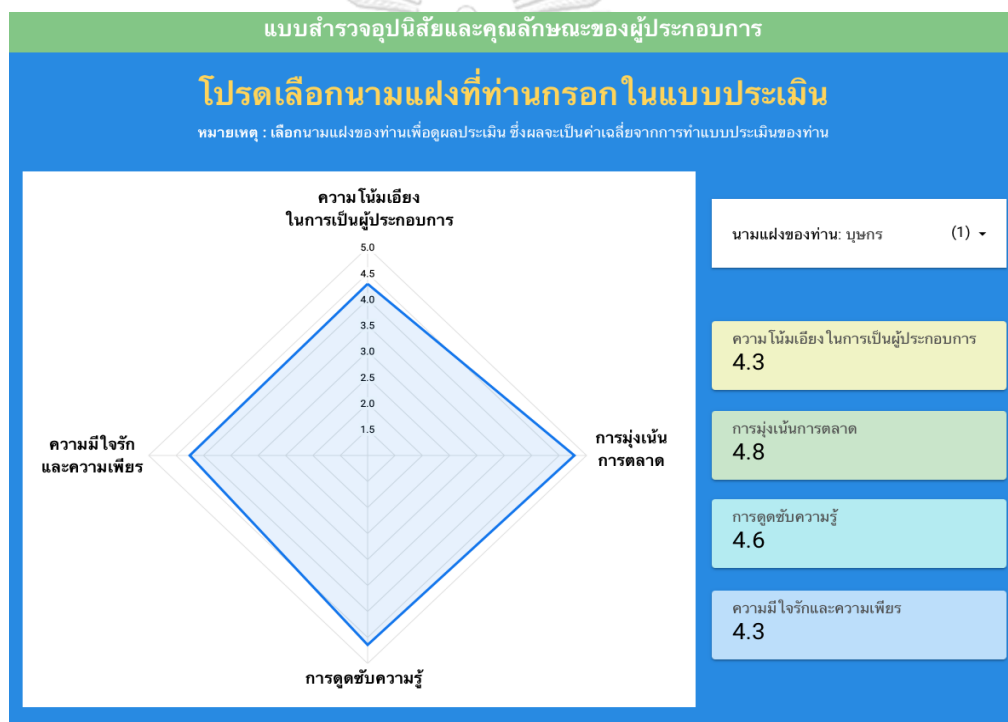 แบบสำรวจอุปนิสัยและคุณลักษณะของผู้ประกอบการ
โปรดเลือกนามแฝงที่ท่านกรอกในแบบประเมิน
หมายเหตุ : เลือกนามแฝงของท่านเพื่อดูผลประเมิน ซึ่งผลจะเป็นค่าเฉลี่ยจากการทำแบบประเมินของท่าน
ความโน้มเอียง
ในการเป็นผู้ประกอบการ
5.0
4.5
4.0
3.5
3.0
2.5
2.0
1.5
ความมีใจรัก
และความเพียร
การมุ่งเน้น
การตลาด
การดูดซับความรู้
นามแฝงของท่าน: บุษกร (1)
ความโน้มเอียงในการเป็นผู้ประกอบการ
4.3
การมุ่งเน้นการตลาด
4.8
การดูดซับความรู้
4.6
ความมีใจรักและความเพียร
4.3